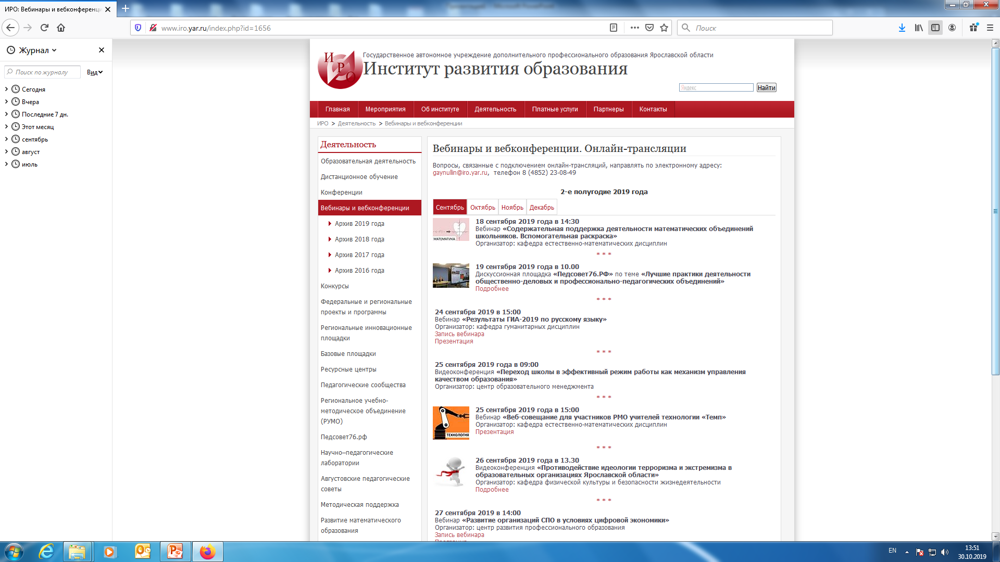 ИРО: Вебинары и вебконференци
www.iro.yar.ru/index.php?id=1656
Поиск
Журнал
Поиск по журналу
Вид
Сегодня
Вчера
Последние 7 дн.
Этот месяц
сентябрь
август
июль
И Р О
Государственное автономное учреждение дополнительного профессионального образования Ярославской области
Институт развития образования
Яндекс
Найти
Главная
Мероприятия
Об институте
Деятельность
Платные услуги
Партнеры
Контакты
ИРО > Деятельность > Вебинары и вебконференции
Деятельность
Образовательная деятельность
Дистанционное обучение
Конференции
Вебинары и вебконференции
Архив 2019 года
Архив 2018 года
Архив 2017 года
Архив 2016 года
Конкурсы
Федеральные и региональные
проекты и программы
Региональные инновационные
площадки
Базовые площадки
Ресурсные центры
Педагогические сообщества
Региональное учебно-
методическое объединение
(РУМО)
Педсовет76.рф
Научно–педагогические
лаборатории
Августовские педагогические
советы
Методическая поддержка
Развитие математического
образования
Вебинары и вебконференции. Онлайн-трансляции
Вопросы, связанные с подключением онлайн-трансляций, направлять по электронному адресу:
gaynullin@iro.yar.ru, телефон 8 (4852) 23-08-49
2-е полугодие 2019 года
Сентябрь
Октябрь
Ноябрь
Декабрь
МАТЕМАТИКА
18 сентября 2019 года в 14:30
Вебинар «Содержательная поддержка деятельности математических объединений
школьников. Вспомогательная раскраска»
Организатор: кафедра естественно-математических дисциплин
* * *
19 сентября 2019 года в 10.00
Дискуссионная площадка «Педсовет76.РФ» по теме «Лучшие практики деятельности
общественно-деловых и профессионально-педагогических объединений»
Подробнее
* * *
24 сентября 2019 в 15:00
Вебинар «Результаты ГИА-2019 по русскому языку»
Организатор: кафедра гуманитарных дисциплин
Запись вебинара
Презентация
* * *
25 сентября 2019 года в 09:00
Видеоконференция «Переход школы в эффективный режим работы как механизм управления
качеством образования»
Организатор: центр образовательного менеджмента
* * *
ТЕХНОЛОГИЯ
25 сентября 2019 года в 15:00
Вебинар «Веб-совещание для участников РМО учителей технологии «Темп»
Организатор: кафедра естественно-математических дисциплин
Презентация
* * *
26 сентября 2019 года в 13.30
Видеоконференция «Противодействие идеологии терроризма и экстремизма в
образовательных организациях Ярославской области»
Организатор: кафедра физической культуры и безопасности жизнедеятельности
Подробнее
* * *
27 сентября 2019 в 14:00
Вебинар «Развитие организаций СПО в условиях цифровой экономики»
Организатор: центр развития профессионального образования
Запись вебинара
EN
13:51
30.10.2019